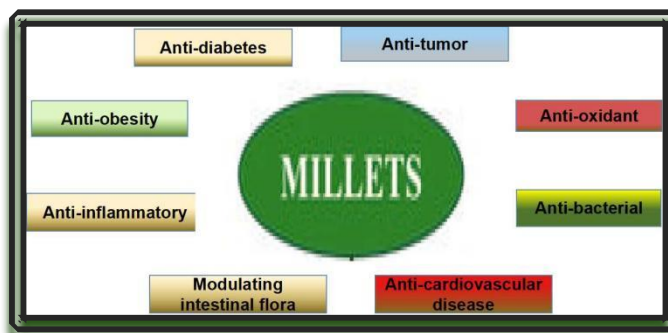 Anti-diabetes
Anti-tumor
Anti-obesity
Anti-oxidant
MILLETS
Anti-inflammatory
Anti-bacterial
Modulating
intestinal flora
Anti-cardiovascular
disease